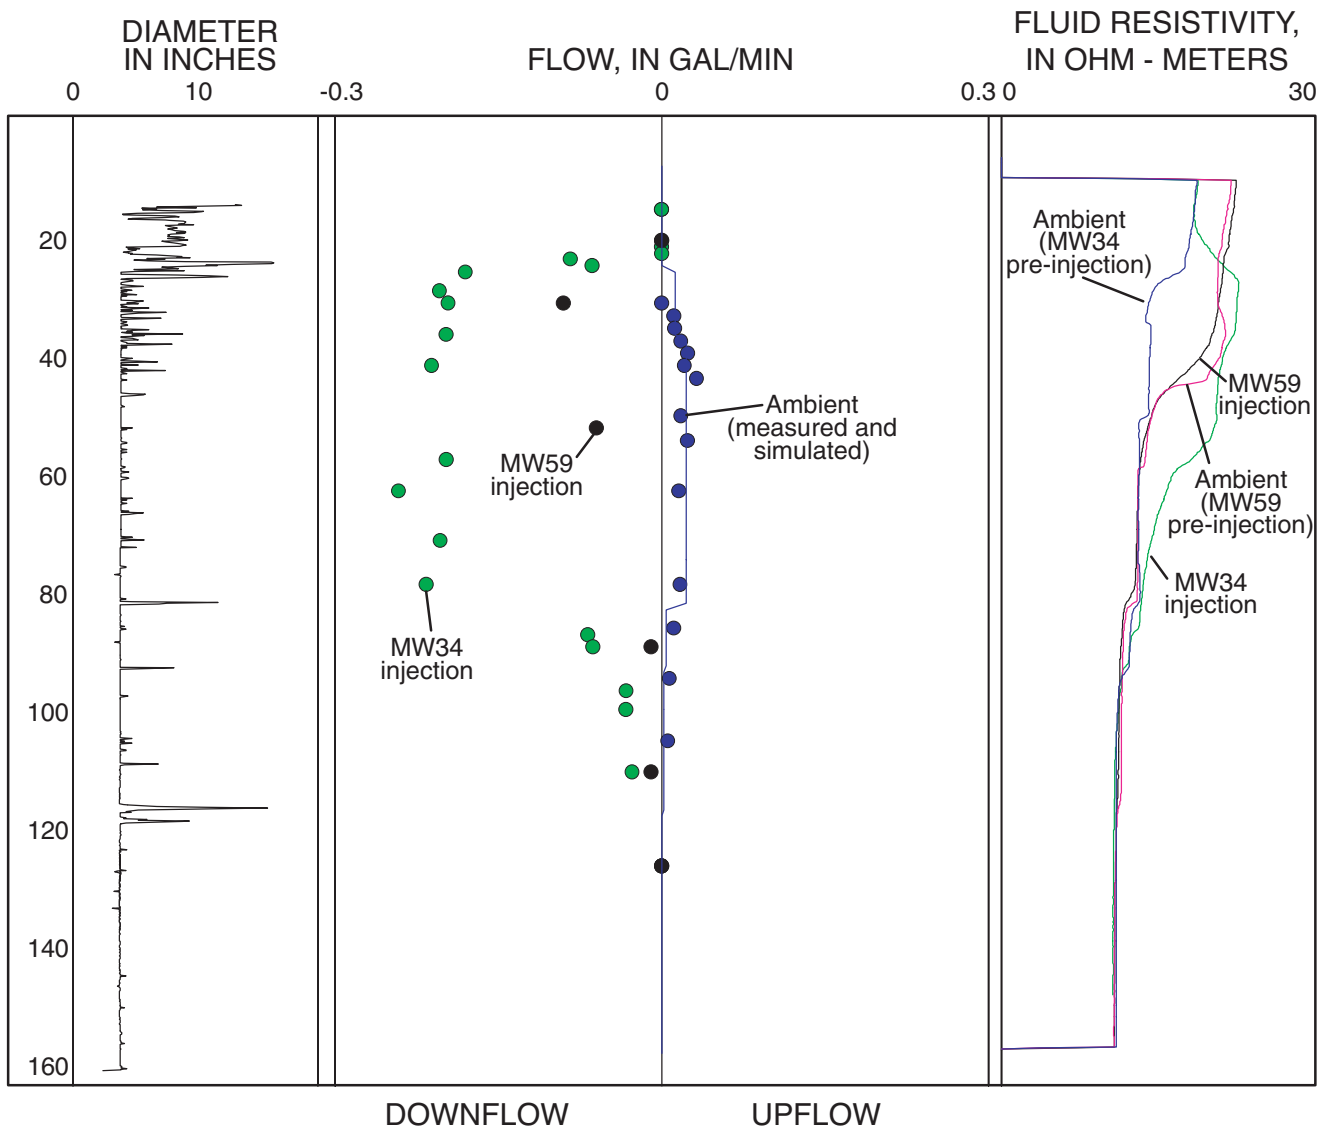 DIAMETER
IN INCHES
FLOW, IN GAL/MIN
FLUID RESISTIVITY,
IN OHM - METERS
0
10
-0.3
0
0.3
0
30
20
40
60
80
100
120
140
160
Ambient
(measured and
simulated)
MW59
injection
MW34
injection
Ambient
(MW34
pre-injection)
MW59
injection
Ambient
(MW59
pre-injection)
MW34
injection
DOWNFLOW
UPFLOW